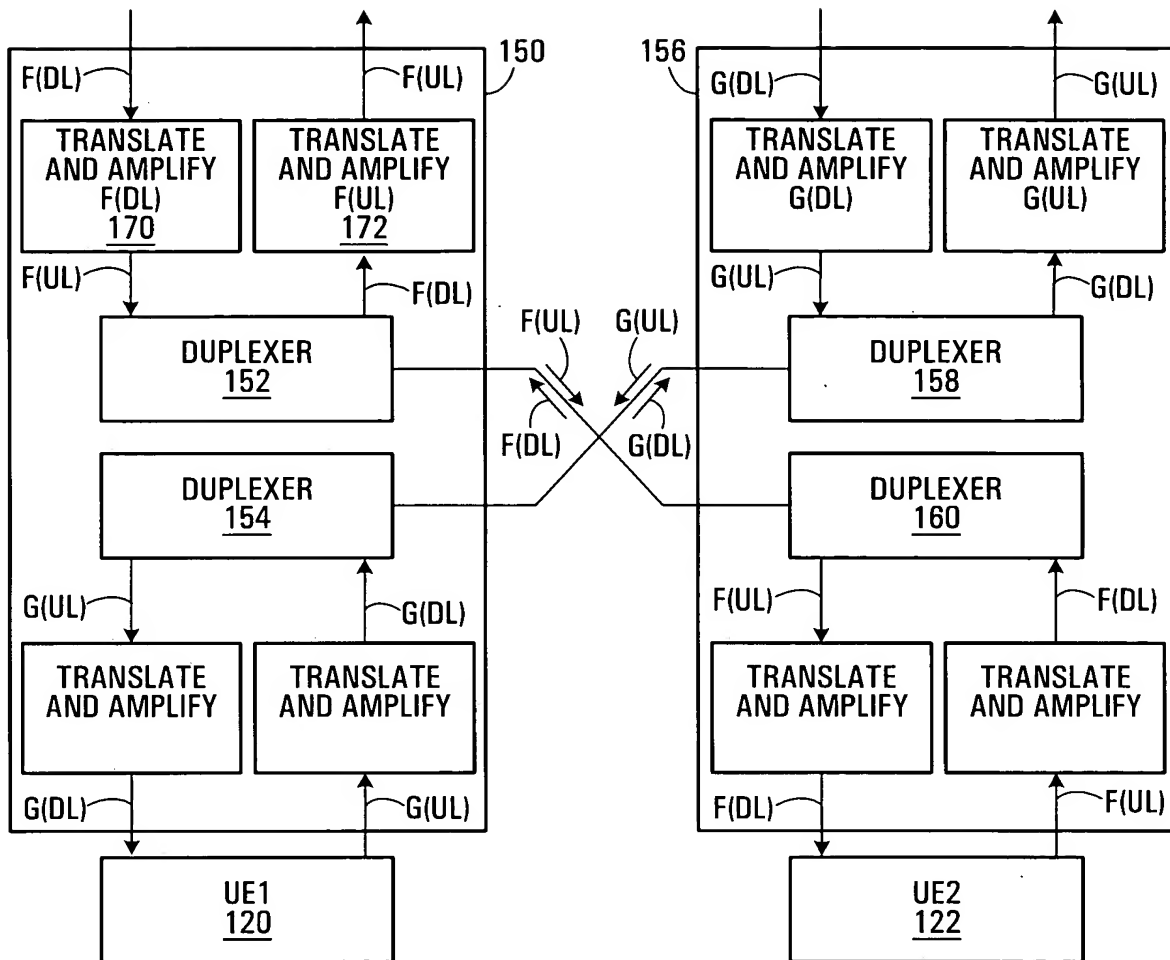 150
156
F(DL)
F(UL)
G(DL)
G(UL)
TRANSLATE
AND AMPLIFY
F(DL)
170
TRANSLATE
AND AMPLIFY
F(UL)
172
TRANSLATE
AND AMPLIFY
G(DL)
TRANSLATE
AND AMPLIFY
G(UL)
F(UL)
F(DL)
G(UL)
G(DL)
DUPLEXER
152
F(UL)
G(UL)
DUPLEXER
158
F(DL)
G(DL)
DUPLEXER
154
DUPLEXER
160
G(UL)
G(DL)
F(UL)
F(DL)
TRANSLATE
AND AMPLIFY
TRANSLATE
AND AMPLIFY
TRANSLATE
AND AMPLIFY
TRANSLATE
AND AMPLIFY
G(DL)
G(UL)
F(DL)
F(UL)
UE1
120
UE2
122